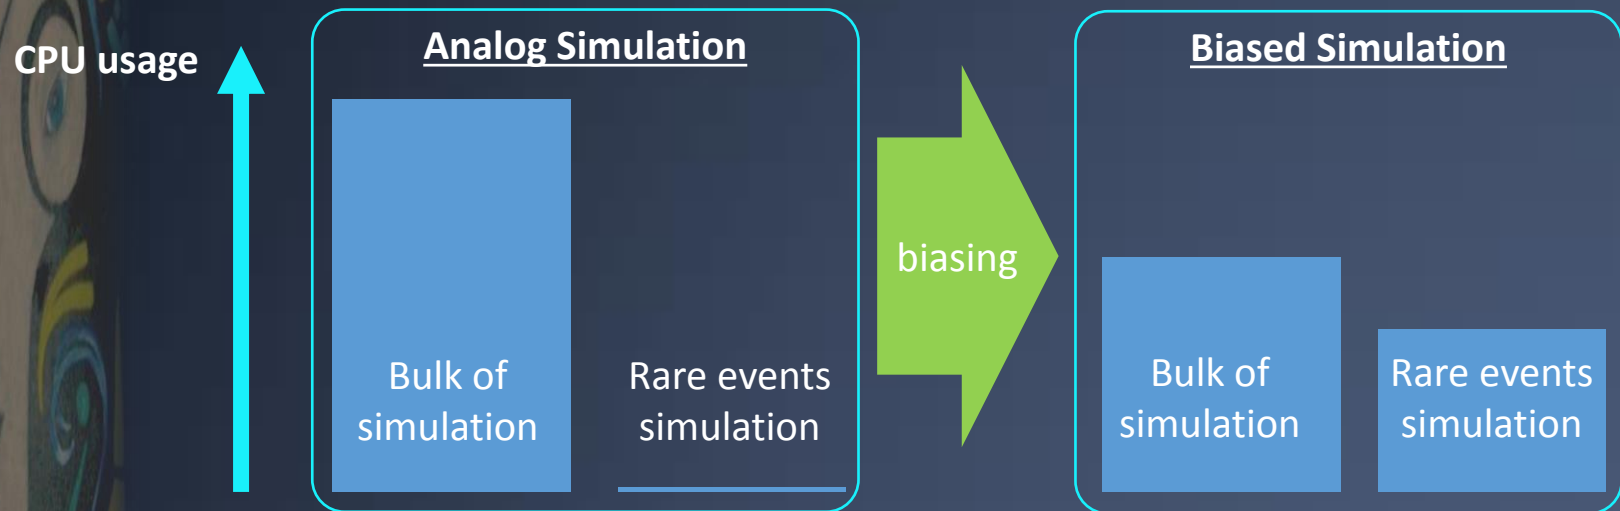 CPU usage
Analog Simulation
Bulk of
simulation
Rare events
simulation
biasing
Biased Simulation
Bulk of
simulation
Rare events
simulation